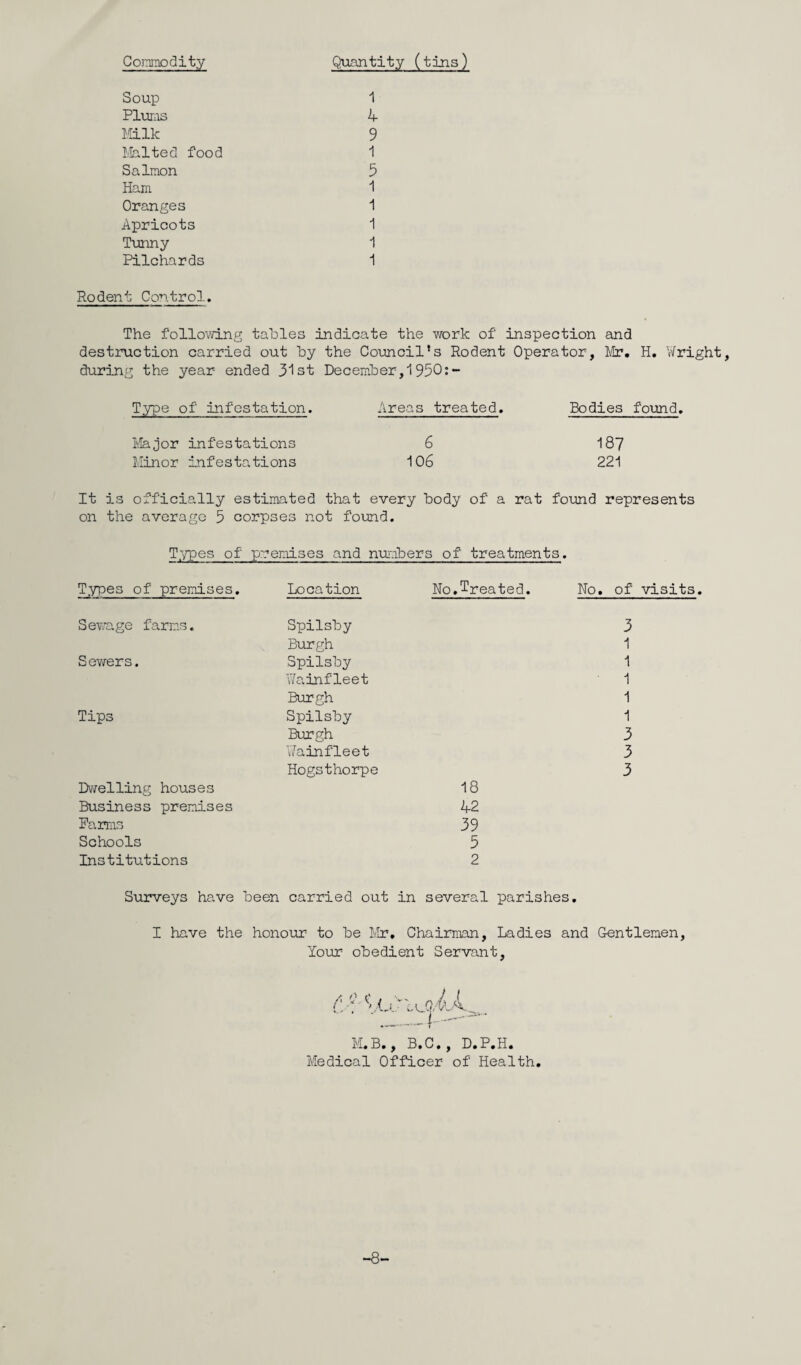 Commodity Quantity (tins)
Soup 1
Plums 4
Milk 9
Malted food 1
Salmon 5
Ham 1
Oranges 1
Apricots 1
Tunny 1
Pilchards 1
Rodent Control.
The following tables indicate the work of inspection and
destruction carried out by the Council's Rodent Operator, Mr. H. Wright,
during the year ended 31st December,1950:-
Type of infestation. Areas treated. Bodies found.
Major infestations 6 187
Minor infestations 106 221
It is officially estimated that every body of a rat found represents
on the average 5 corpses not found.
Types of premises and numbers of treatments.
Types of premises. Location No.Treated. No. of visits.
Sewage farms. Spilsby 3
Burgh 1
Sewers. Spilsby 1
Wainfleet 1
Burgh 1
Tips Spilsby 1
Burgh 3
Wainfleet 3
Hogsthorpe 3
Dwelling houses 18
Business premises 42
Farms 39
Schools 5
Institutions 2
Surveys have been carried out in several parishes.
I have the honour to be Mr. Chairman, Ladies and Gentlemen,
Your obedient Servant,
M.B., B.C., D.P.H.
Medical Officer of Health.
-8-